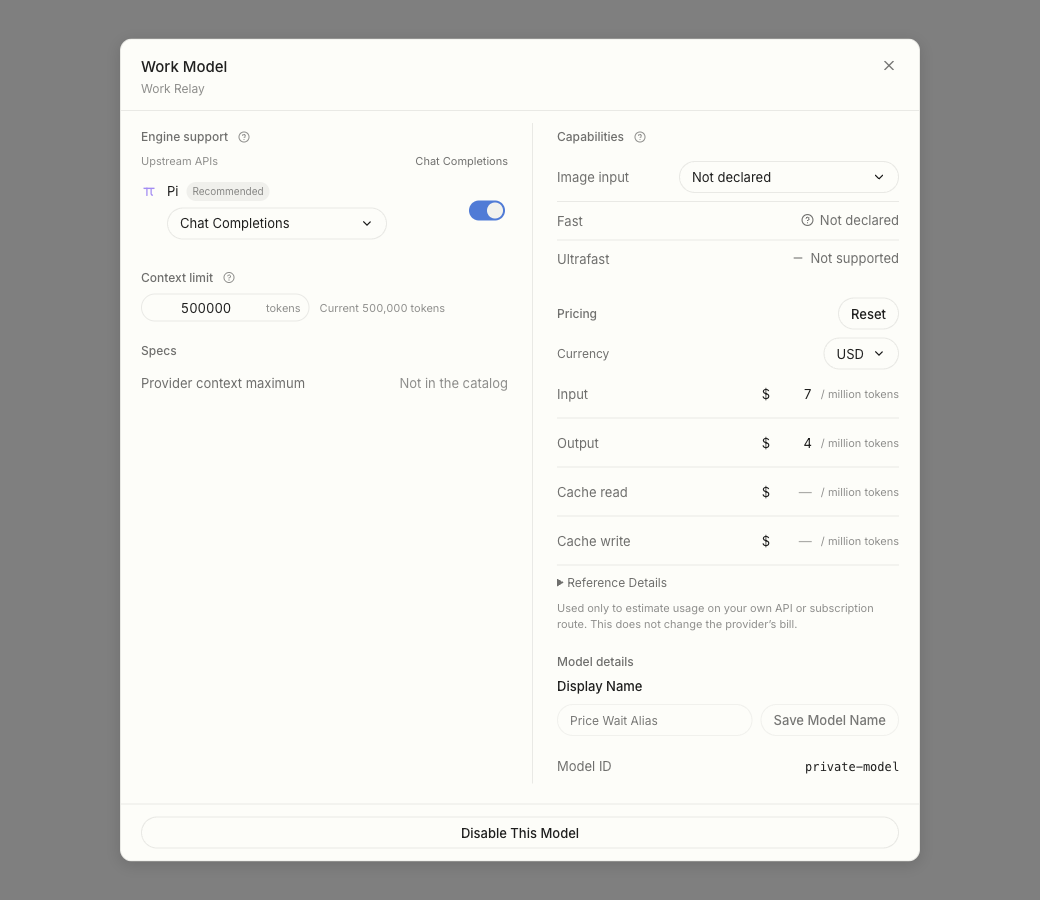 Work Model
Work Relay
Engine support
Upstream APIs Chat Completions
Pi Recommended
Chat Completions
Context limit
500000 tokens Current 500,000 tokens
Specs
Provider context maximum Not in the catalog
Capabilities
Image input Not declared
Fast Not declared
Ultrafast Not supported
Pricing Reset
Currency USD
Input $ 7 / million tokens
Output $ 4 / million tokens
Cache read $ — / million tokens
Cache write $ — / million tokens
Reference Details
Used only to estimate usage on your own API or subscription
route. This does not change the provider’s bill.
Model details
Display Name
Price Wait Alias Save Model Name
Model ID private-model
Disable This Model